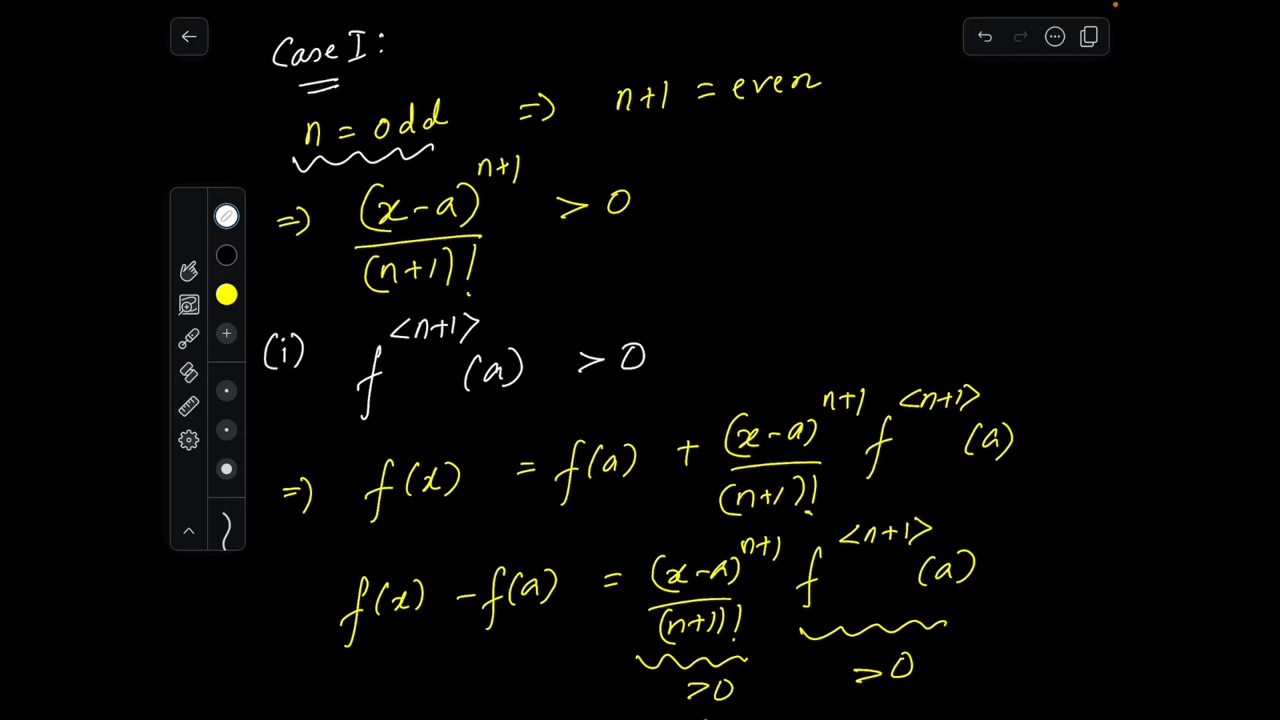 Case I:
n = odd => n+1 = even
=> (x-a)^{n+1} / (n+1)! > 0
(i) f^{<n+1>} (a) > 0
=> f(x) = f(a) + (x-a)^{n+1} / (n+1)! f^{<n+1>} (a)
f(x) - f(a) = (x-a)^{n+1} / (n+1)! f^{<n+1>} (a)
>0 >0